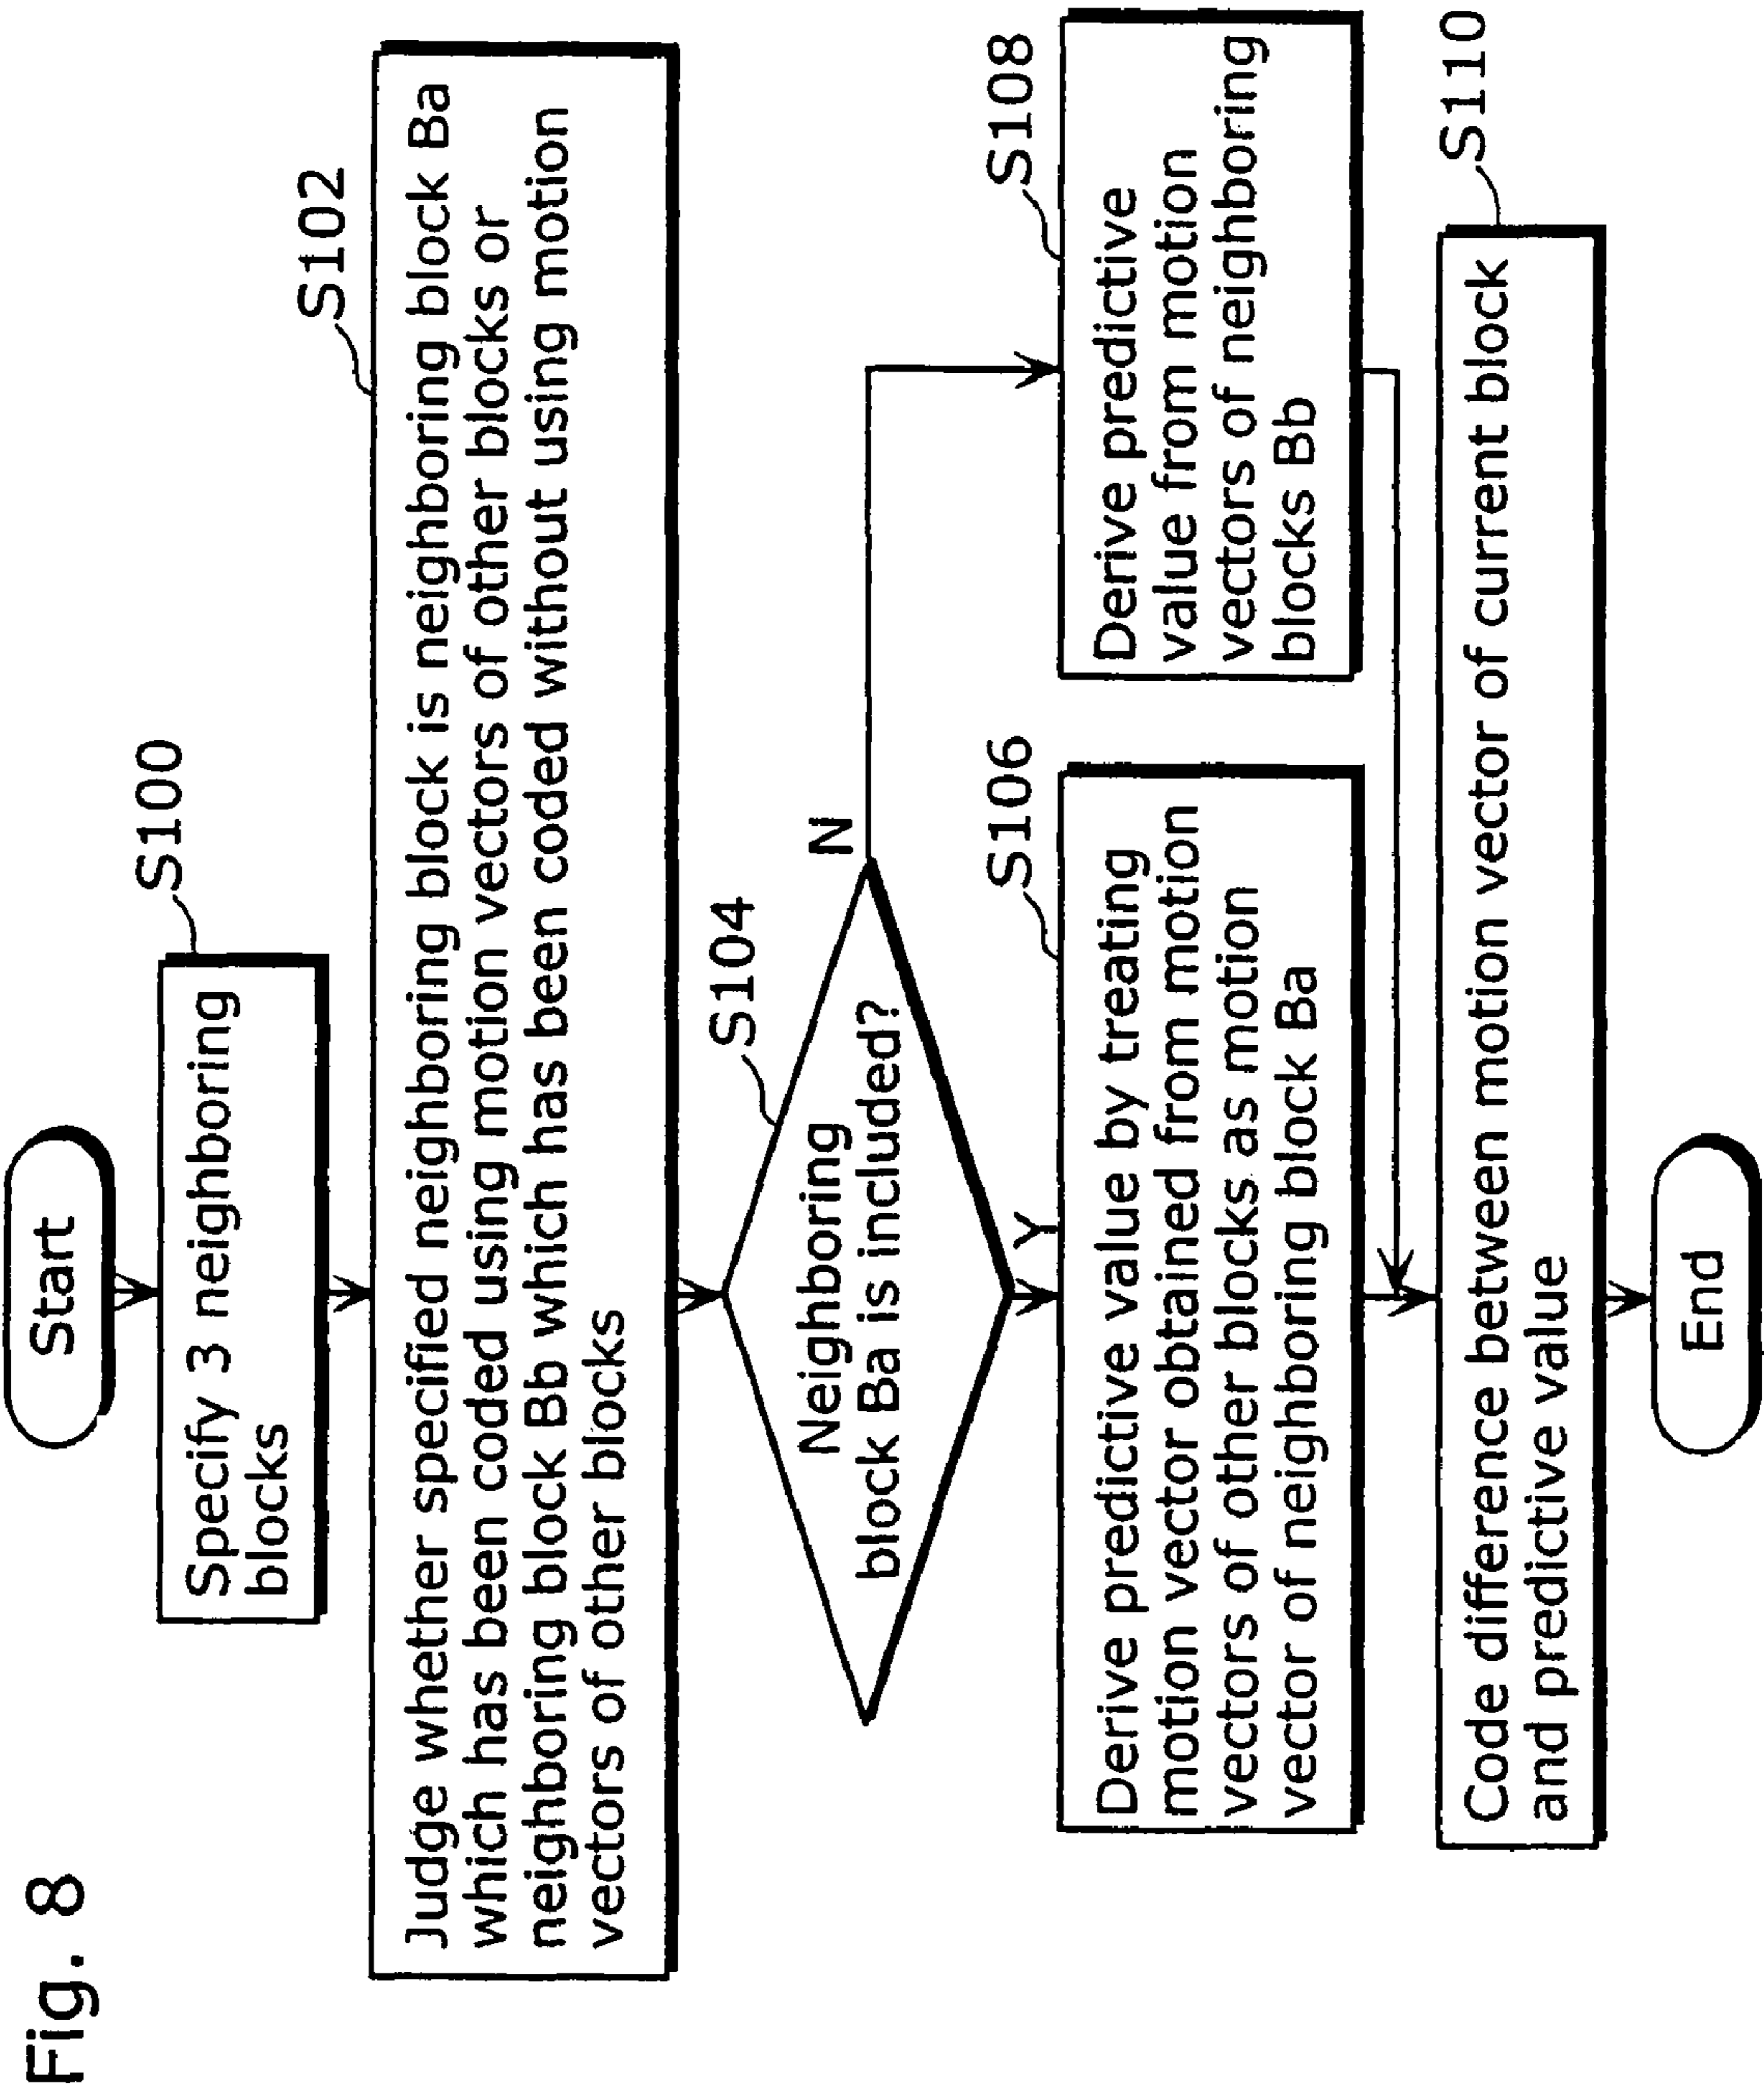 Fig. 8
Start
S100
Specify 3 neighboring
blocks
S102
Judge whether specified neighboring block is neighboring block Ba
which has been coded using motion vectors of other blocks or
neighboring block Bb which has been coded without using motion
vectors of other blocks
S104
Neighboring
block Ba is included?
N
Y
S106
Derive predictive value by treating
motion vector obtained from motion
vectors of other blocks as motion
vector of neighboring block Ba
S108
Derive predictive
value from motion
vectors of neighboring
blocks Bb
S110
Code difference between motion vector of current block
and predictive value
End